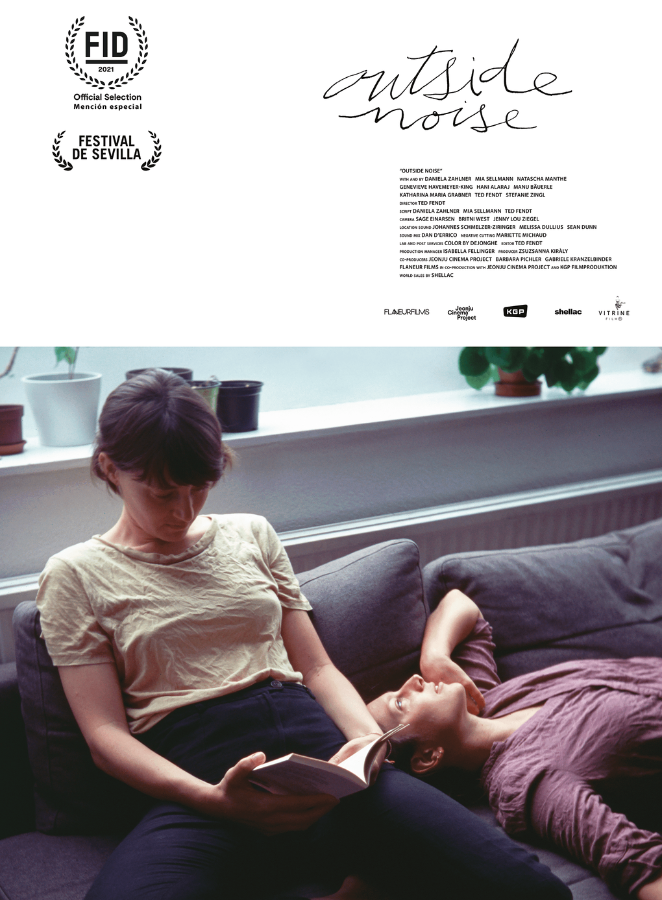 FID
2021
Official Selection
Mención especial
FESTIVAL
DE SEVILLA
outside
noise
"OUTSIDE NOISE"
WITH AND BY DANIELA ZAHLNER MIA SELLMANN NATASCHA MANTHE
GENEVIEVE HAVEMEYER-KING HANI ALARAJ MANU BÄUERLE
KATHARINA MARIA GRABNER TED FENDT STEFANIE ZINGL
DIRECTOR TED FENDT
SCRIPT DANIELA ZAHLNER MIA SELLMANN TED FENDT
CAMERA SAGE EINARSEN BRITNI WEST JENNY LOU ZIEGEL
LOCATION SOUND JOHANNES SCHMELZER-ZIRINGER MELISSA DULLIUS SEAN DUNN
SOUND MIX DAN D'ERRICO NEGATIVE CUTTING MARIETTE MICHAUD
LAB AND POST SERVICES COLOR BY DEJONGHE EDITOR TED FENDT
PRODUCTION MANAGER ISABELLA FELLINGER PRODUCER ZSUZSANNA KIRÁLY
CO-PRODUCERS JEONJU CINEMA PROJECT BARBARA PICHLER GABRIELE KRANZELBINDER
FLANEUR FILMS IN CO-PRODUCTION WITH JEONJU CINEMA PROJECT AND KGP FILMPRODUKTION
WORLD SALES BY SHELLAC
FLANEURFILMS
Jeonju
Cinema
Project
KGP
shellac
VITRINE
FILMS